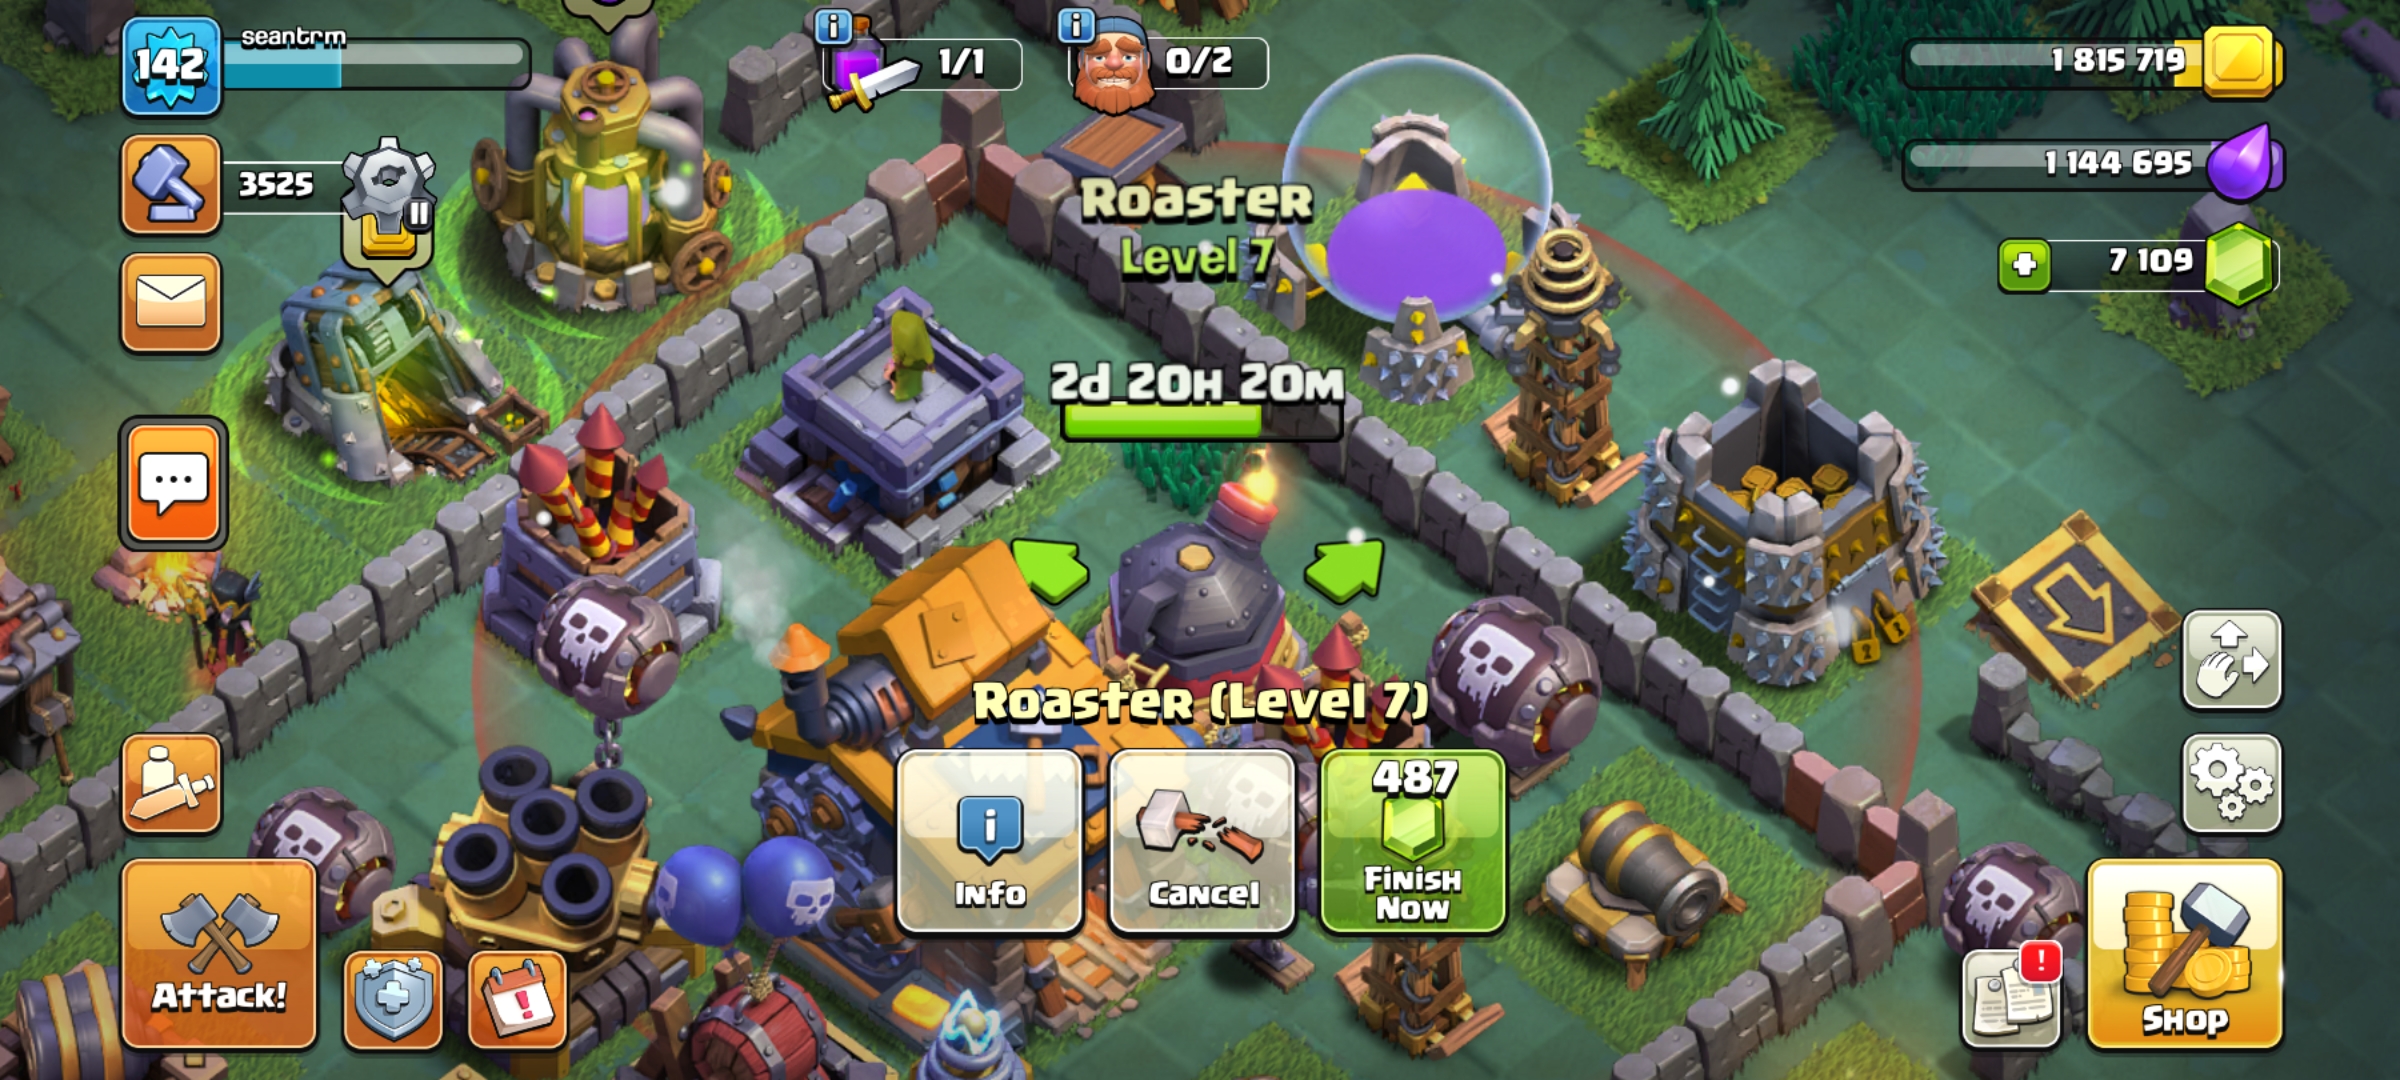 142
seantrm
1/1
0/2
1 815 719
3525
1 144 695
7 109
Roaster
Level 7
2d 20H 20M
Roaster (Level 7)
487
Info
Cancel
Finish
Now
Attack!
Shop